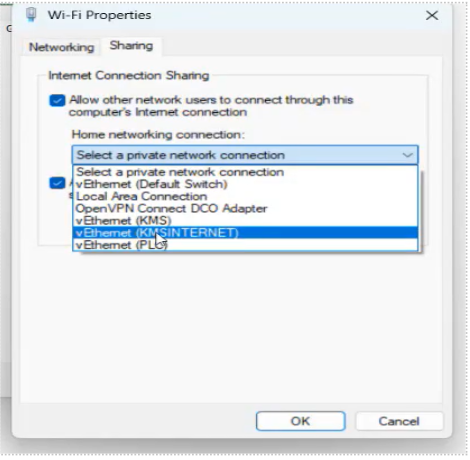 Wi-Fi Properties
Networking
Sharing
Internet Connection Sharing
Allow other network users to connect through this
computer's Internet connection
Home networking connection:
Select a private network connection
Select a private network connection
vEthernet (Default Switch)
Local Area Connection
OpenVPN Connect DCO Adapter
vEthernet (KMS)
vEthernet (KMSINTERNET)
vEthernet (PLC)
OK
Cancel